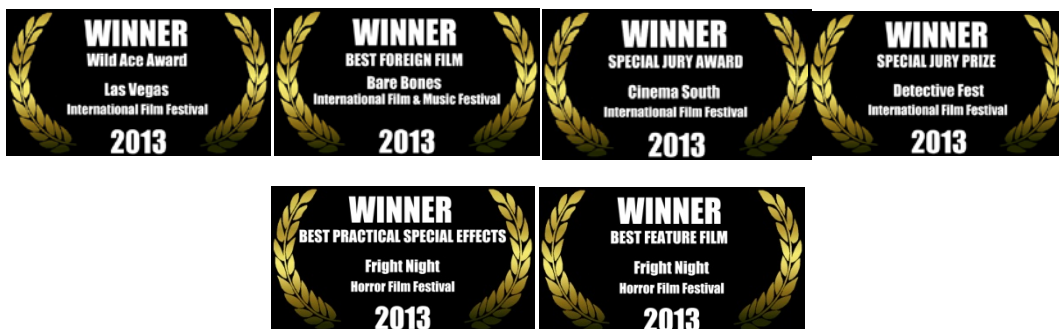 WINNER
Wild Ace Award
Las Vegas
International Film Festival
2013
WINNER
BEST FOREIGN FILM
Bare Bones
International Film & Music Festival
2013
WINNER
SPECIAL JURY AWARD
Cinema South
International Film Festival
2013
WINNER
SPECIAL JURY PRIZE
Detective Fest
International Film Festival
2013
WINNER
BEST PRACTICAL SPECIAL EFFECTS
Fright Night
Horror Film Festival
2013
WINNER
BEST FEATURE FILM
Fright Night
Horror Film Festival
2013